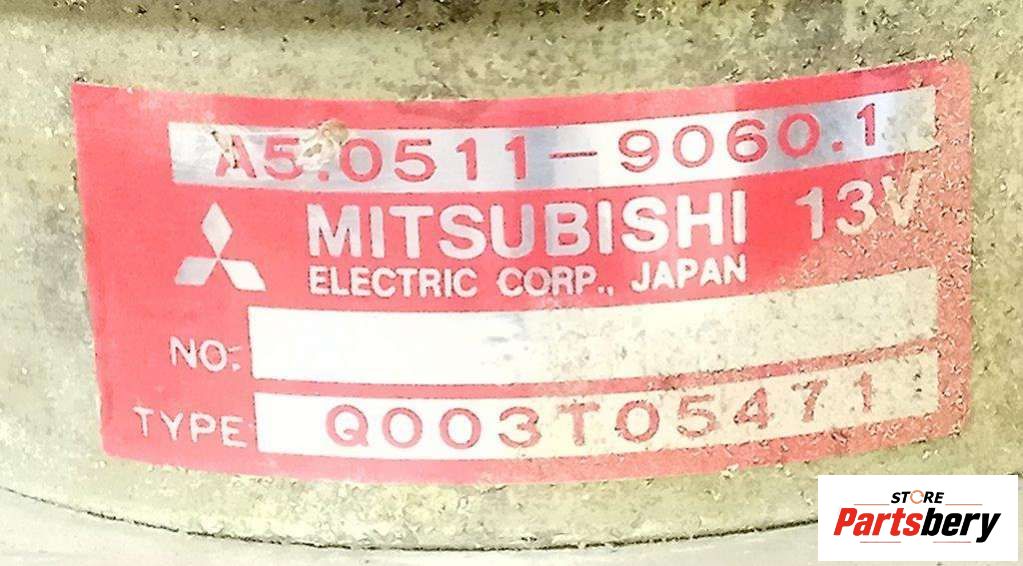 A5.0511-9060.1
MITSUBISHI 13V
ELECTRIC CORP., JAPAN
NO:
TYPE Q003T05471
STORE
Partsbery